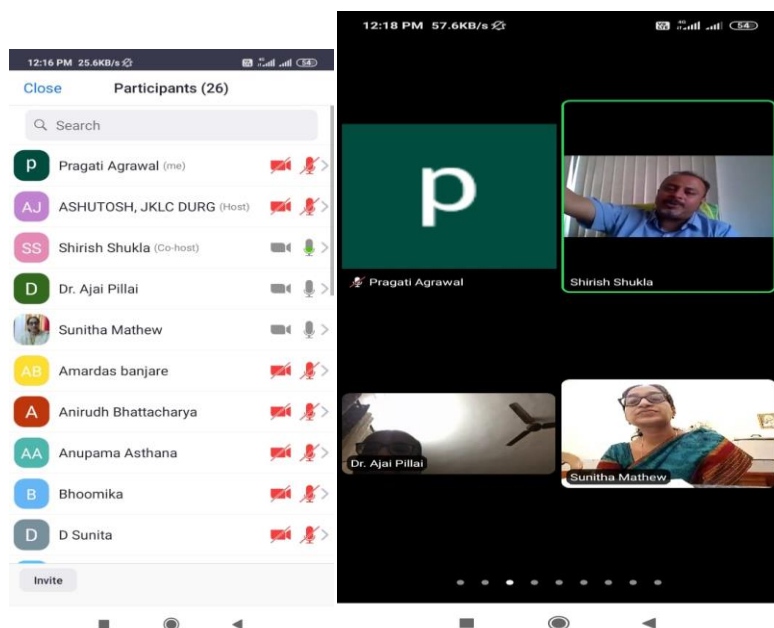 12:16 PM 25.6KB/s
54
Close Participants (26)
Search
p Pragati Agrawal (me)
AJ ASHUTOSH, JKLC DURG (Host)
SS Shirish Shukla (Co-host)
D Dr. Ajai Pillai
Sunitha Mathew
AB Amardas banjare
A Anirudh Bhattacharya
AA Anupama Asthana
B Bhoomika
D D Sunita
Invite
12:18 PM 57.6KB/s
54
p
Pragati Agrawal
Shirish Shukla
Dr. Ajai Pillai
Sunitha Mathew